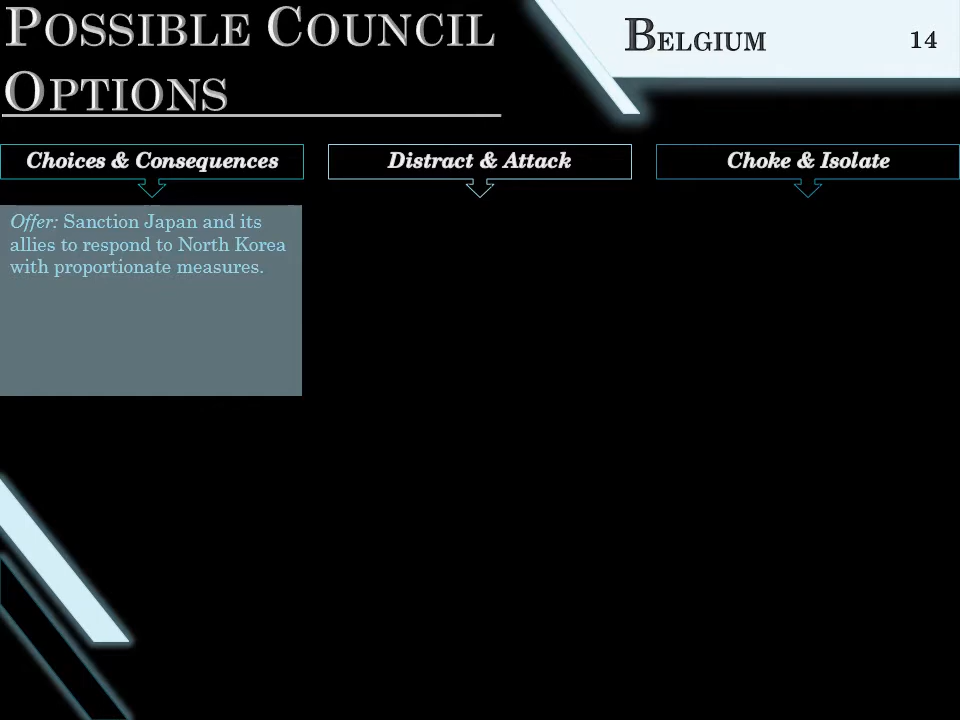 POSSIBLE COUNCIL
OPTIONS
BELGIUM
14
Choices & Consequences
Distract & Attack
Choke & Isolate
Offer: Sanction Japan and its
allies to respond to North Korea
with proportionate measures.